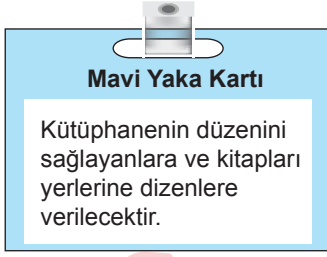 Mavi Yaka Kartı
Kütüphanenin düzenini
sağlayanlara ve kitapları
yerlerine dizenlere
verilecektir.